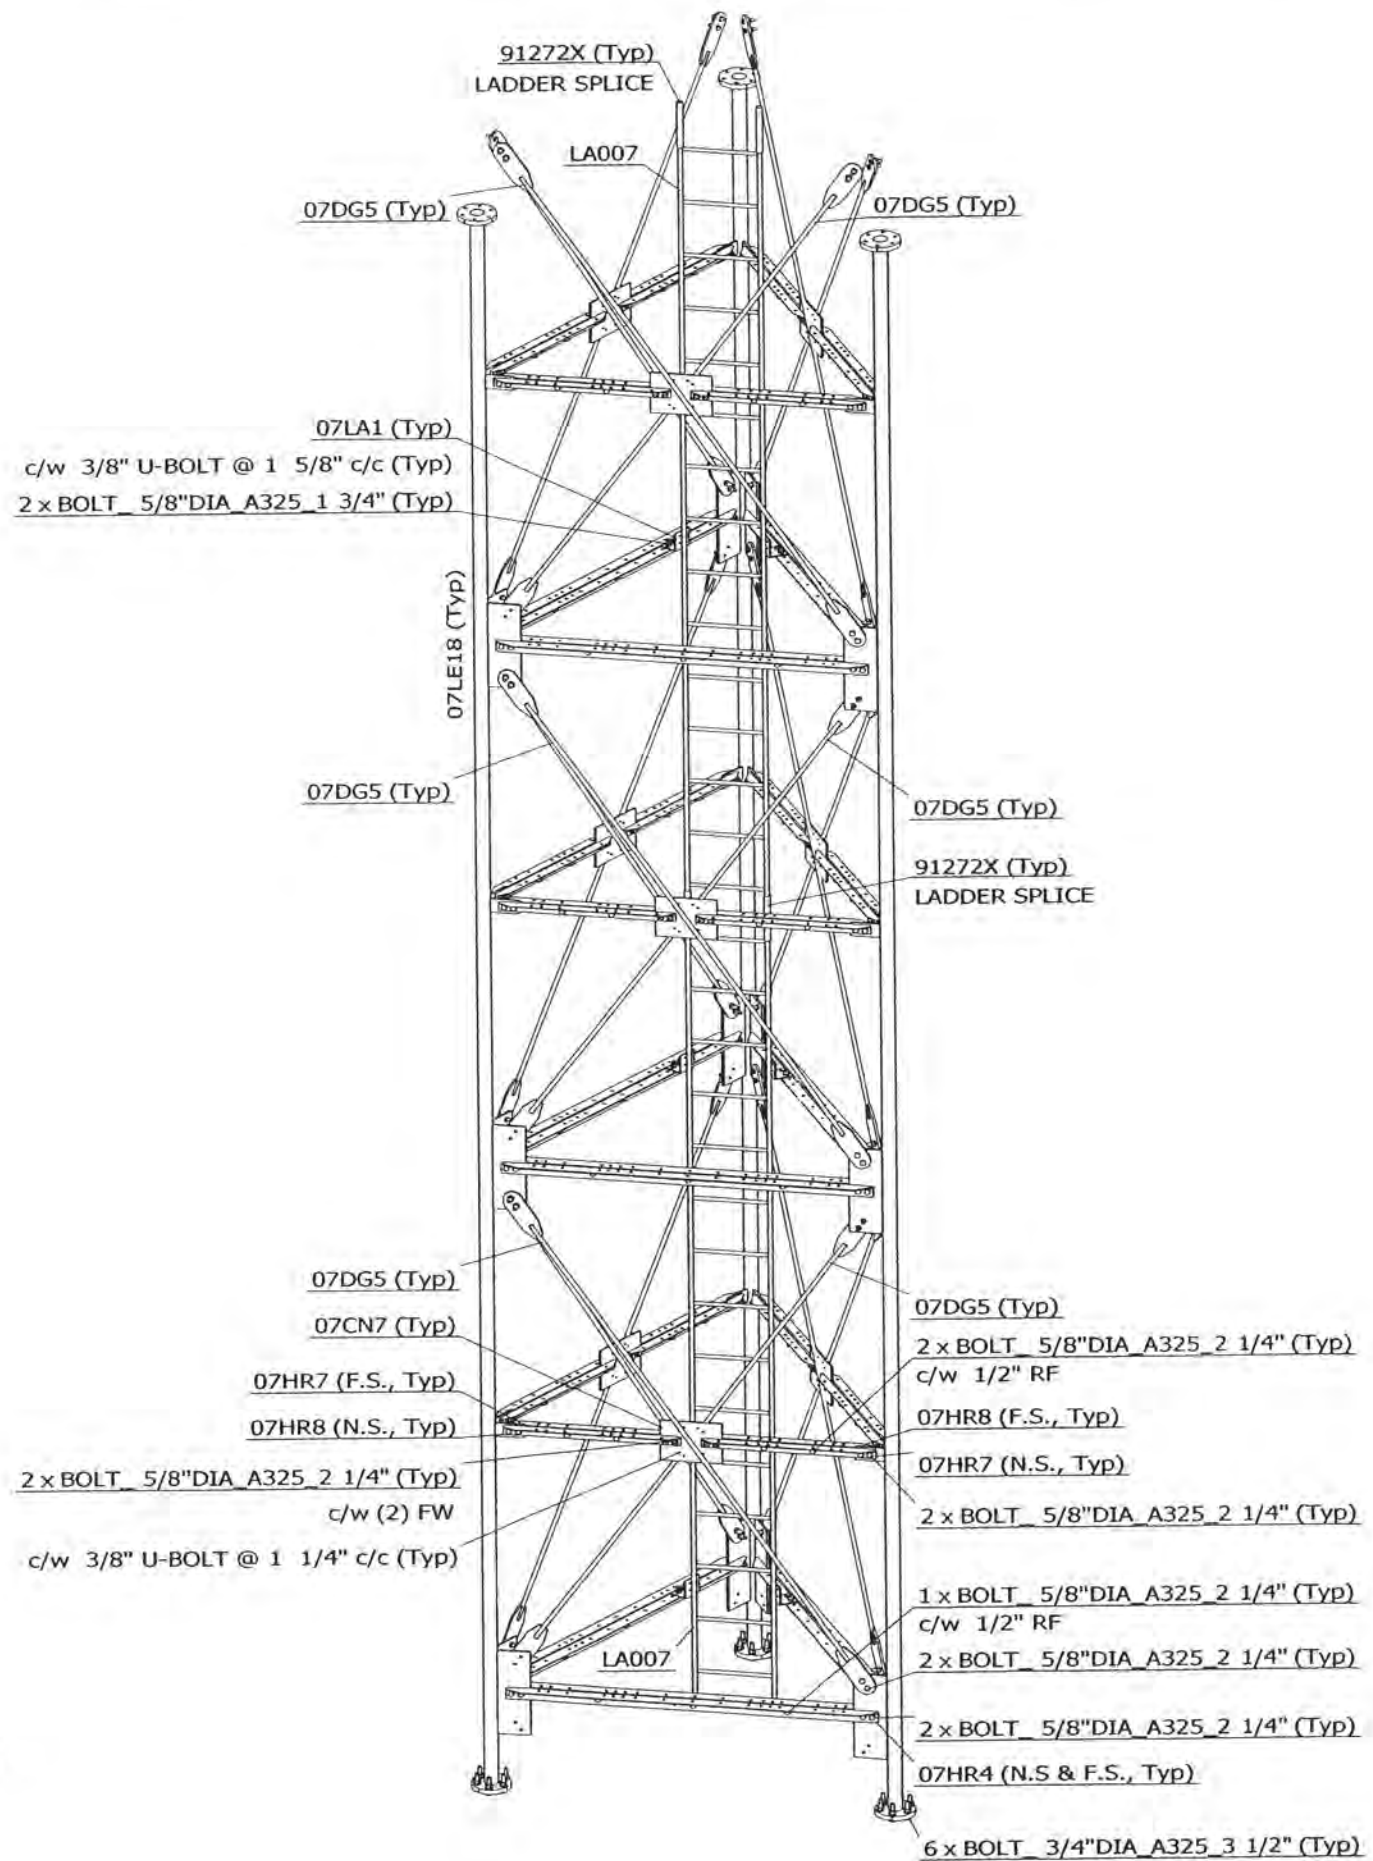 91272X (Typ)
LADDER SPLICE
LA007
07DG5 (Typ)
07DG5 (Typ)
07LA1 (Typ)
c/w 3/8" U-BOLT @ 1 5/8" c/c (Typ)
2 x BOLT_ 5/8"DIA_A325_1 3/4" (Typ)
07LE18 (Typ)
07DG5 (Typ)
07DG5 (Typ)
91272X (Typ)
LADDER SPLICE
07DG5 (Typ)
07CN7 (Typ)
07HR7 (F.S., Typ)
07HR8 (N.S., Typ)
2 x BOLT_ 5/8"DIA_A325_2 1/4" (Typ)
c/w (2) FW
c/w 3/8" U-BOLT @ 1 1/4" c/c (Typ)
07DG5 (Typ)
2 x BOLT_ 5/8"DIA_A325_2 1/4" (Typ)
c/w 1/2" RF
07HR8 (F.S., Typ)
07HR7 (N.S., Typ)
2 x BOLT_ 5/8"DIA_A325_2 1/4" (Typ)
1 x BOLT_ 5/8"DIA_A325_2 1/4" (Typ)
c/w 1/2" RF
LA007
2 x BOLT_ 5/8"DIA_A325_2 1/4" (Typ)
2 x BOLT_ 5/8"DIA_A325_2 1/4" (Typ)
07HR4 (N.S & F.S., Typ)
6 x BOLT_ 3/4"DIA_A325_3 1/2" (Typ)